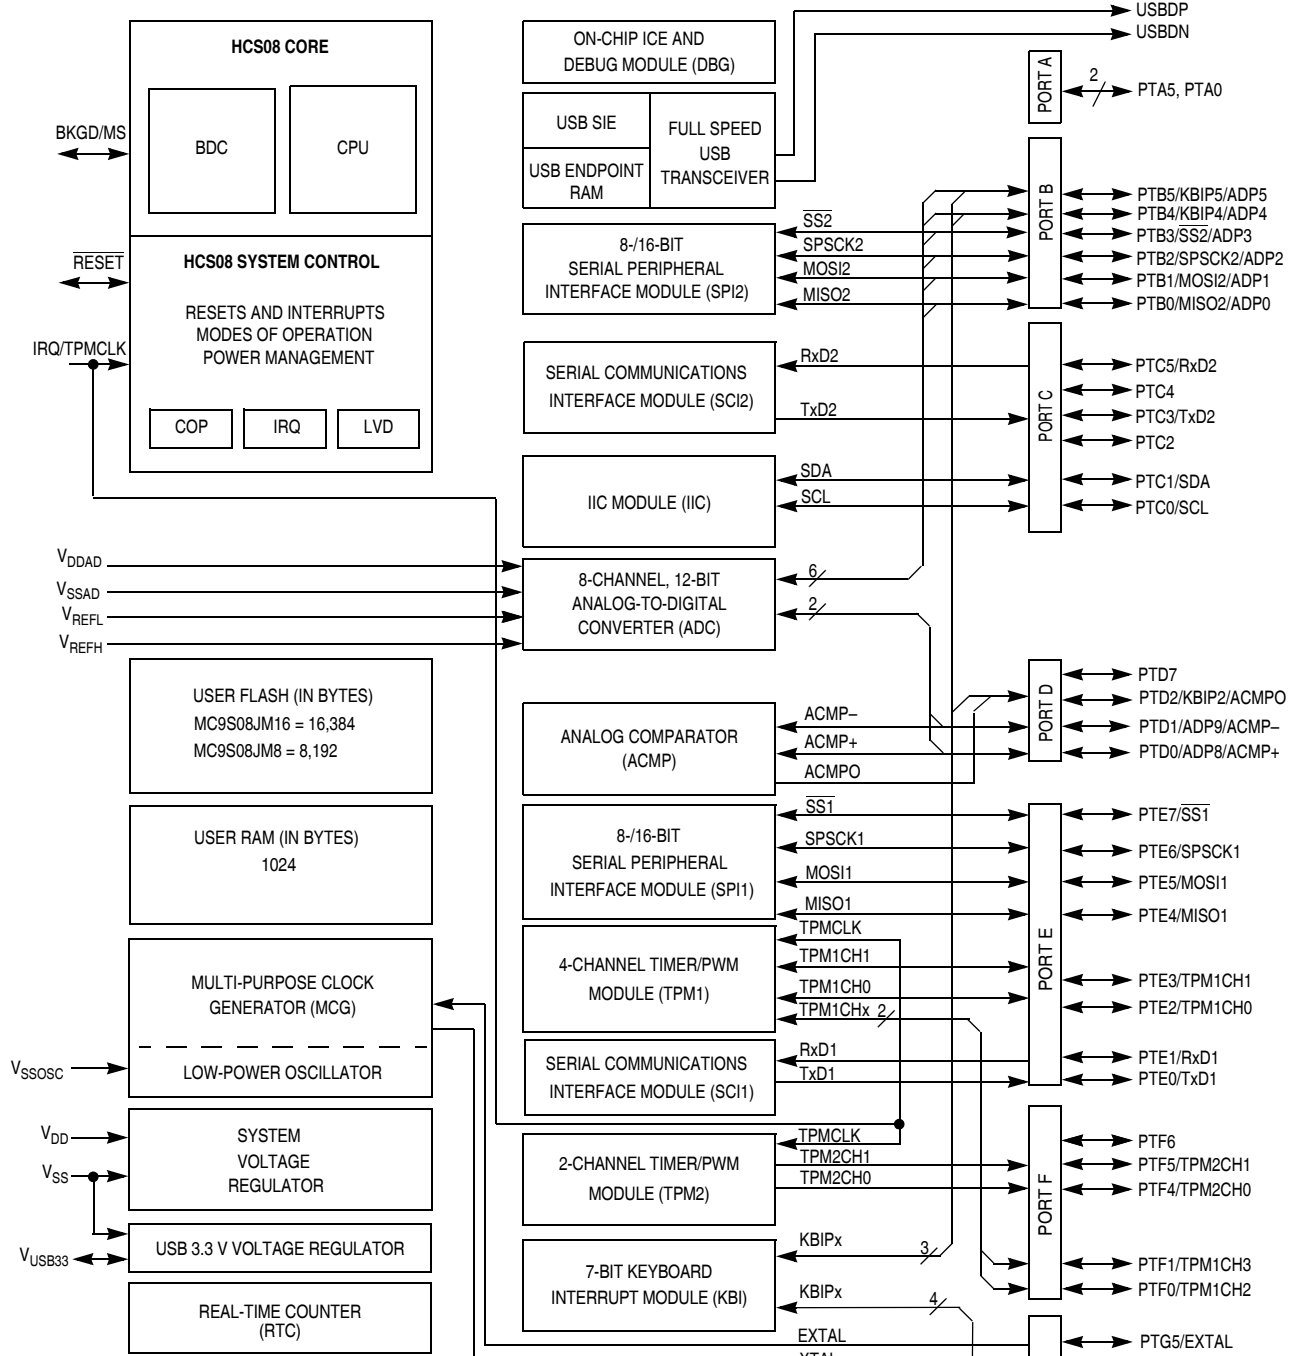 HCS08 CORE
BDC
CPU
BKGD/MS
RESET
HCS08 SYSTEM CONTROL
RESETS AND INTERRUPTS
MODES OF OPERATION
POWER MANAGEMENT
IRQ/TPMCLK
COP
IRQ
LVD
VDDAD
VSSAD
VREFL
VREFH
USER FLASH (IN BYTES)
MC9S08JM16 = 16,384
MC9S08JM8 = 8,192
USER RAM (IN BYTES)
1024
MULTI-PURPOSE CLOCK
GENERATOR (MCG)
LOW-POWER OSCILLATOR
VSSOSC
VDD
VSS
SYSTEM
VOLTAGE
REGULATOR
USB 3.3 V VOLTAGE REGULATOR
VUSB33
REAL-TIME COUNTER
(RTC)
ON-CHIP ICE AND
DEBUG MODULE (DBG)
USB SIE
USB ENDPOINT
RAM
FULL SPEED
USB
TRANSCEIVER
8-/16-BIT
SERIAL PERIPHERAL
INTERFACE MODULE (SPI2)
SS2
SPSCK2
MOSI2
MISO2
SERIAL COMMUNICATIONS
INTERFACE MODULE (SCI2)
RxD2
TxD2
IIC MODULE (IIC)
SDA
SCL
8-CHANNEL, 12-BIT
ANALOG-TO-DIGITAL
CONVERTER (ADC)
6
2
ANALOG COMPARATOR
(ACMP)
ACMP–
ACMP+
ACMPO
8-/16-BIT
SERIAL PERIPHERAL
INTERFACE MODULE (SPI1)
SS1
SPSCK1
MOSI1
MISO1
4-CHANNEL TIMER/PWM
MODULE (TPM1)
TPMCLK
TPM1CH1
TPM1CH0
TPM1CHx 2
SERIAL COMMUNICATIONS
INTERFACE MODULE (SCI1)
RxD1
TxD1
2-CHANNEL TIMER/PWM
MODULE (TPM2)
TPMCLK
TPM2CH1
TPM2CH0
7-BIT KEYBOARD
INTERRUPT MODULE (KBI)
KBIPx 3
KBIPx 4
EXTAL
XTAL
USBDP
USBDN
PORT A
2
PTA5, PTA0
PORT B
PTB5/KBIP5/ADP5
PTB4/KBIP4/ADP4
PTB3/SS2/ADP3
PTB2/SPSCK2/ADP2
PTB1/MOSI2/ADP1
PTB0/MISO2/ADP0
PORT C
PTC5/RxD2
PTC4
PTC3/TxD2
PTC2
PTC1/SDA
PTC0/SCL
PORT D
PTD7
PTD2/KBIP2/ACMPO
PTD1/ADP9/ACMP–
PTD0/ADP8/ACMP+
PORT E
PTE7/SS1
PTE6/SPSCK1
PTE5/MOSI1
PTE4/MISO1
PTE3/TPM1CH1
PTE2/TPM1CH0
PTE1/RxD1
PTE0/TxD1
PORT F
PTF6
PTF5/TPM2CH1
PTF4/TPM2CH0
PTF1/TPM1CH3
PTF0/TPM1CH2
PTG5/EXTAL